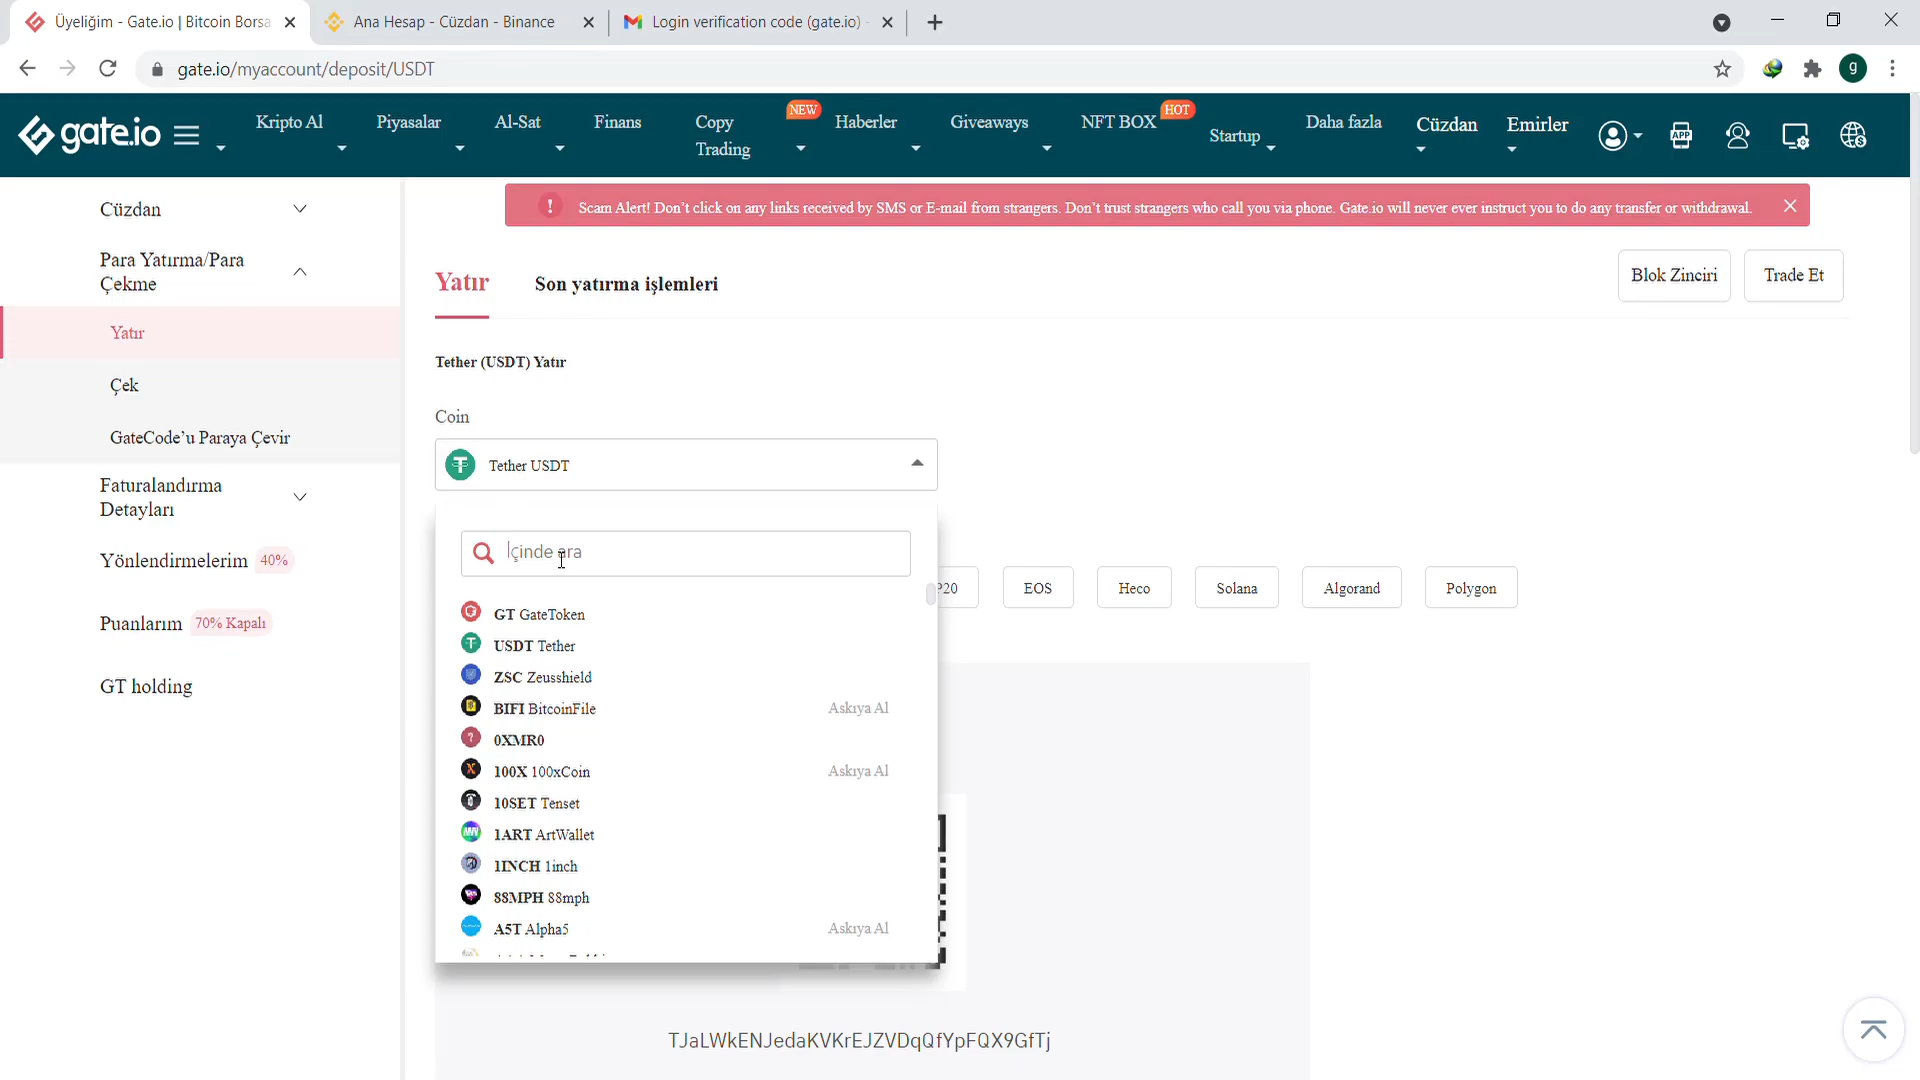 Üyeliğim - Gate.io | Bitcoin Borsa
Ana Hesap - Cüzdan - Binance
Login verification code (gate.io) -
gate.io/myaccount/deposit/USDT
g
gate.io
Kripto Al
Piyasalar
Al-Sat
Finans
Copy Trading
NEW
Haberler
Giveaways
NFT BOX
HOT
Startup
Daha fazla
Cüzdan
Emirler
APP
Scam Alert! Don't click on any links received by SMS or E-mail from strangers. Don't trust strangers who call you via phone. Gate.io will never ever instruct you to do any transfer or withdrawal.
Cüzdan
Para Yatırma/Para
Çekme
Yatır
Çek
GateCode'u Paraya Çevir
Faturalandırma
Detayları
Yönlendirmelerim 40%
Puanlarım 70% Kapalı
GT holding
Yatır
Son yatırma işlemleri
Blok Zinciri
Trade Et
Tether (USDT) Yatır
Coin
Tether USDT
İçinde ara
P20
EOS
Heco
Solana
Algorand
Polygon
GT GateToken
USDT Tether
ZSC Zeusshield
BIFI BitcoinFile Askıya Al
0XMR0
100X 100xCoin Askıya Al
10SET Tenset
1ART ArtWallet
1INCH 1inch
88MPH 88mph
A5T Alpha5 Askıya Al
TJaLWkENJedaKVKrEJZVDqQfYpFQX9GfTj